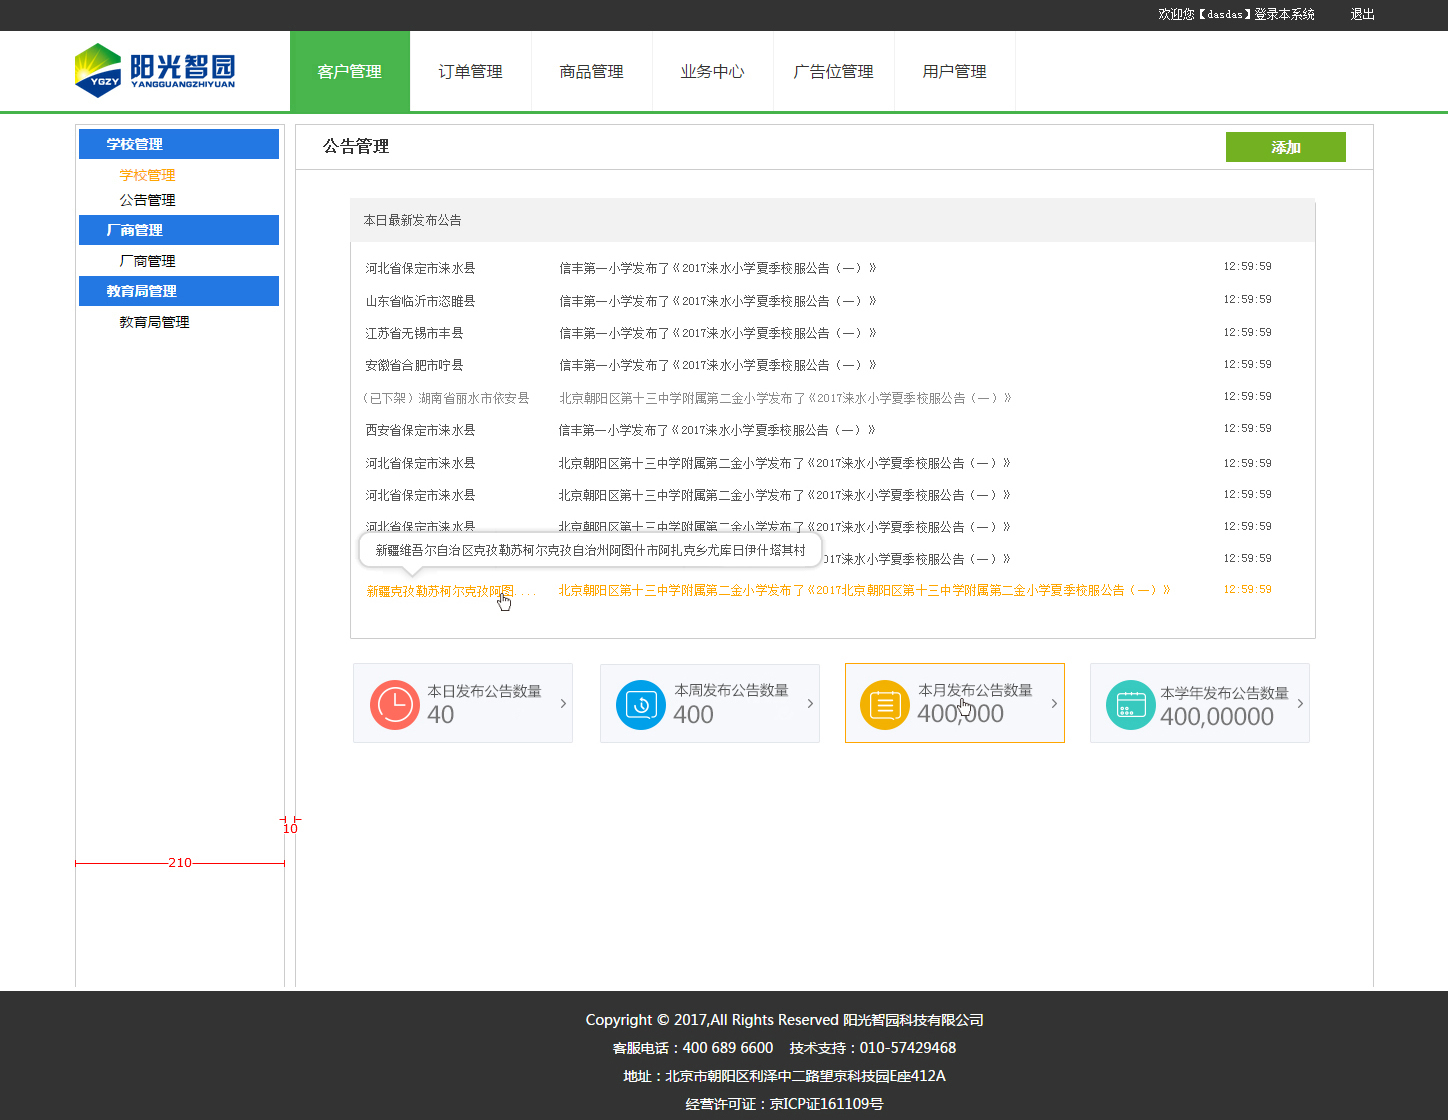 欢迎您【dasdas】登录本系统 退出
YGZY 阳光智园
YANGGUANGZHIYUAN
客户管理 订单管理 商品管理 业务中心 广告位管理 用户管理
学校管理
学校管理
公告管理
厂商管理
厂商管理
教育局管理
教育局管理
公告管理 添加
本日最新发布公告
河北省保定市涞水县 信丰第一小学发布了《2017涞水小学夏季校服公告（一）》 12:59:59
山东省临沂市恣睢县 信丰第一小学发布了《2017涞水小学夏季校服公告（一）》 12:59:59
江苏省无锡市丰县 信丰第一小学发布了《2017涞水小学夏季校服公告（一）》 12:59:59
安徽省合肥市咛县 信丰第一小学发布了《2017涞水小学夏季校服公告（一）》 12:59:59
（已下架）湖南省丽水市依安县 北京朝阳区第十三中学附属第二金小学发布了《2017涞水小学夏季校服公告（一）》 12:59:59
西安省保定市涞水县 信丰第一小学发布了《2017涞水小学夏季校服公告（一）》 12:59:59
河北省保定市涞水县 北京朝阳区第十三中学附属第二金小学发布了《2017涞水小学夏季校服公告（一）》 12:59:59
河北省保定市涞水县 北京朝阳区第十三中学附属第二金小学发布了《2017涞水小学夏季校服公告（一）》 12:59:59
河北省保定市涞水县 北京朝阳区第十三中学附属第二金小学发布了《2017涞水小学夏季校服公告（一）》 12:59:59
新疆维吾尔自治区克孜勒苏柯尔克孜自治州阿图什市阿扎克乡尤库日伊什塔其村 017涞水小学夏季校服公告（一）》 12:59:59
新疆克孜勒苏柯尔克孜阿图.... 北京朝阳区第十三中学附属第二金小学发布了《2017北京朝阳区第十三中学附属第二金小学夏季校服公告（一）》 12:59:59
本日发布公告数量
40
本周发布公告数量
400
本月发布公告数量
400,000
本学年发布公告数量
400,00000
10
210
Copyright © 2017,All Rights Reserved 阳光智园科技有限公司
客服电话：400 689 6600 技术支持：010-57429468
地址：北京市朝阳区利泽中二路望京科技园E座412A
经营许可证：京ICP证161109号